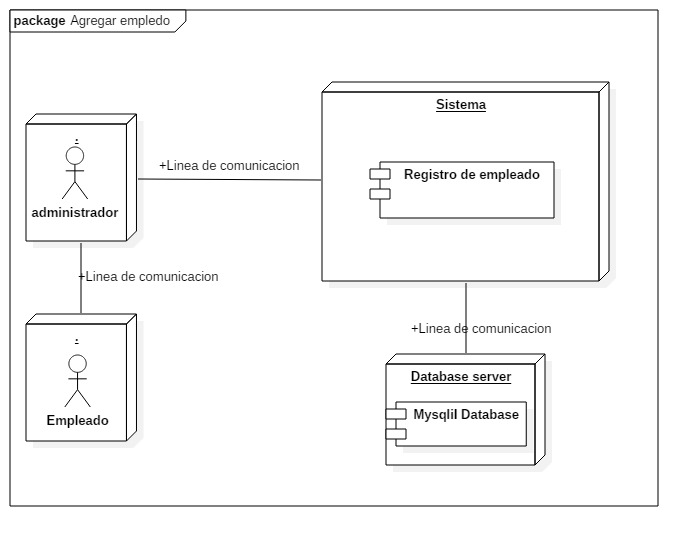 package Agregar empledo
Sistema
:
+Linea de comunicacion
Registro de empleado
administrador
+Linea de comunicacion
+Linea de comunicacion
:
Database server
Mysqlil Database
Empleado